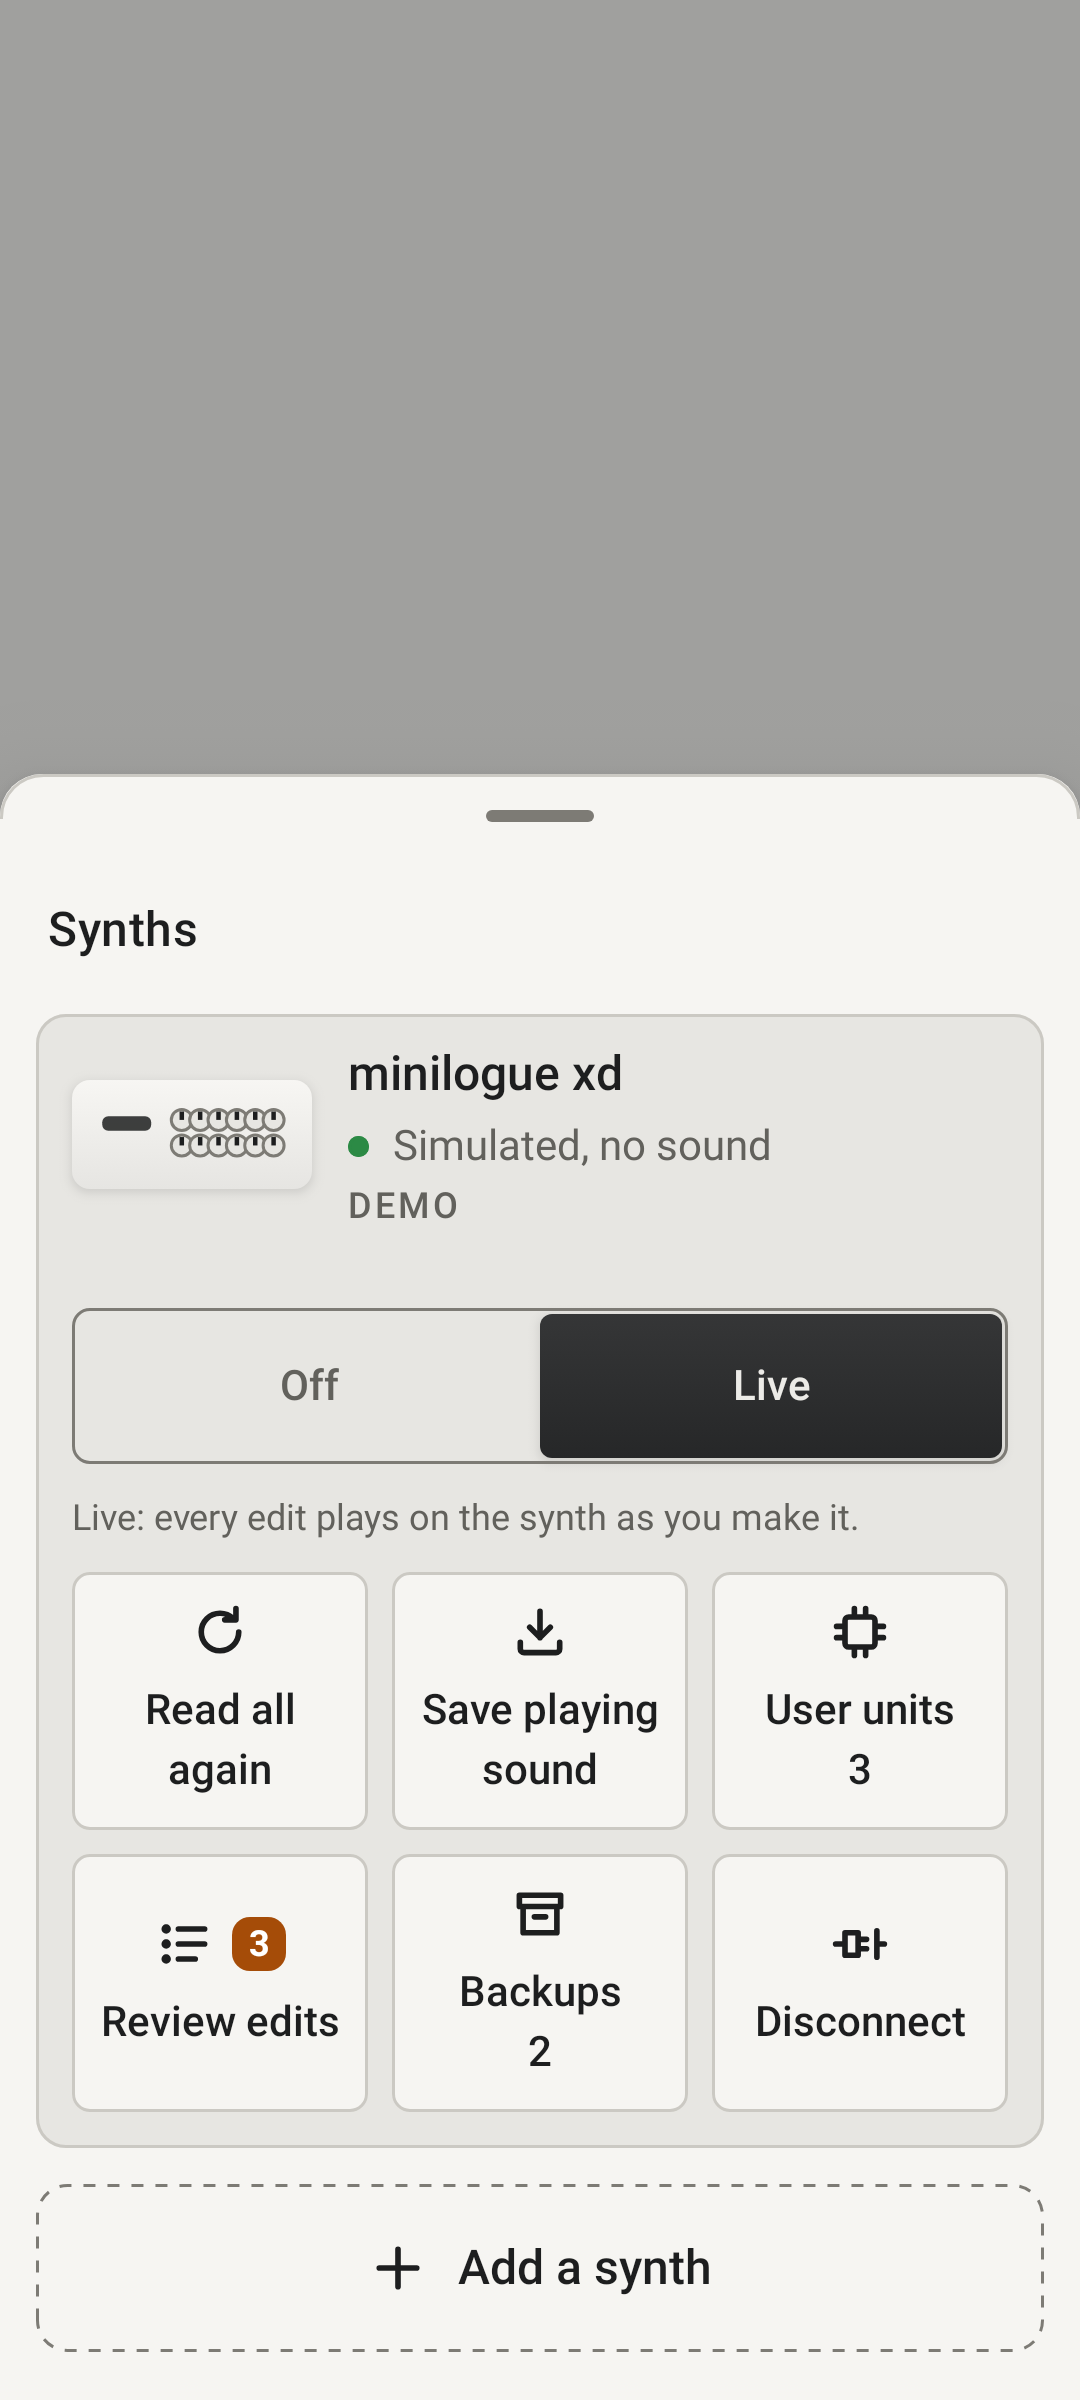 Synths
minilogue xd
Simulated, no sound
DEMO
Off
Live
Live: every edit plays on the synth as you make it.
Read all
again
Save playing
sound
User units
3
3
Review edits
Backups
2
Disconnect
Add a synth